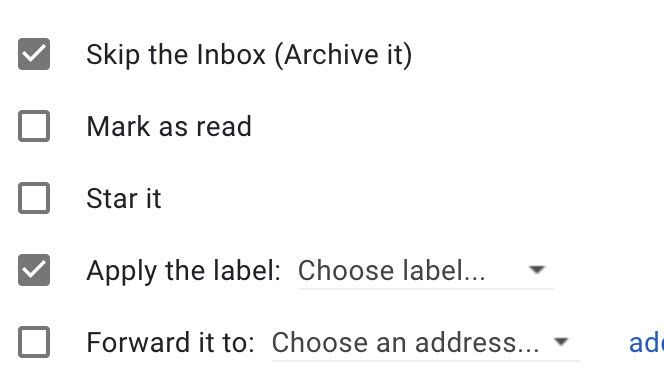 Skip the Inbox (Archive it)
Mark as read
Star it
Apply the label: Choose label...
Forward it to: Choose an address...